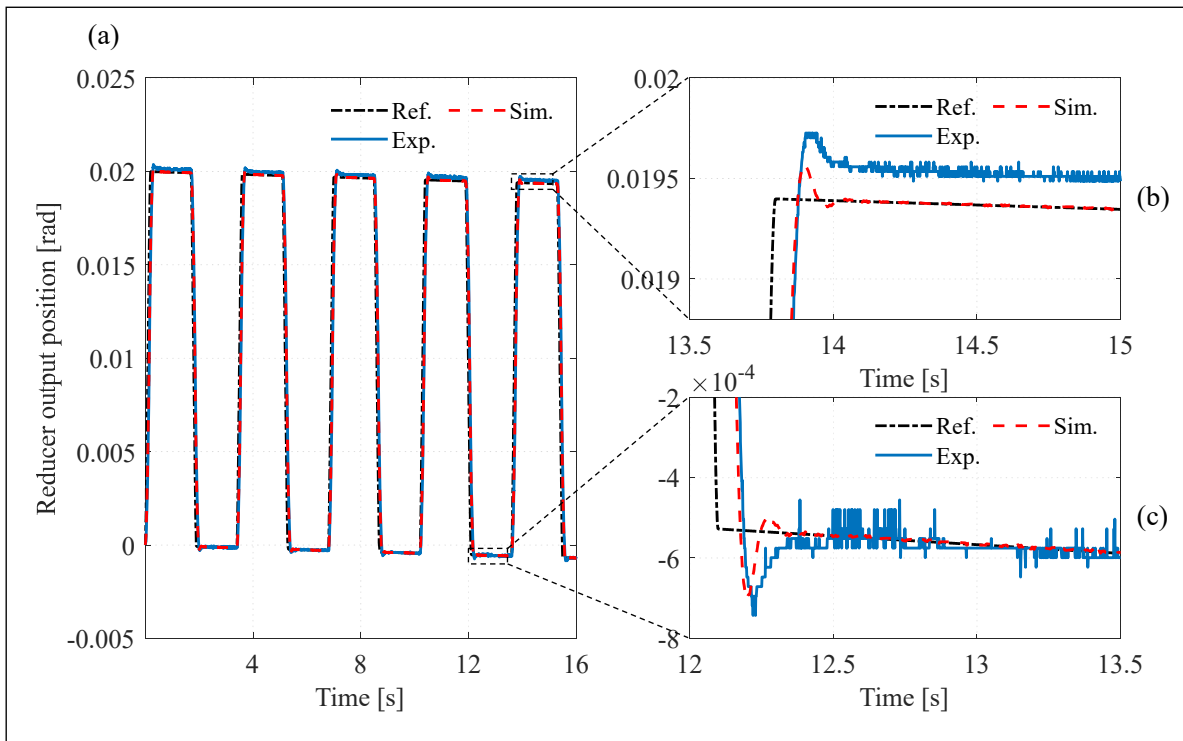 (a)
Reducer output position [rad]
0.025
0.02
0.015
0.01
0.005
0
-0.005
4
8
12
16
Time [s]
Ref.
Sim.
Exp.
(b)
0.02
0.0195
0.019
13.5
14
14.5
15
Time [s]
Ref.
Sim.
Exp.
(c)
× 10⁻⁴
-2
-4
-6
-8
12
12.5
13
13.5
Time [s]
Ref.
Sim.
Exp.